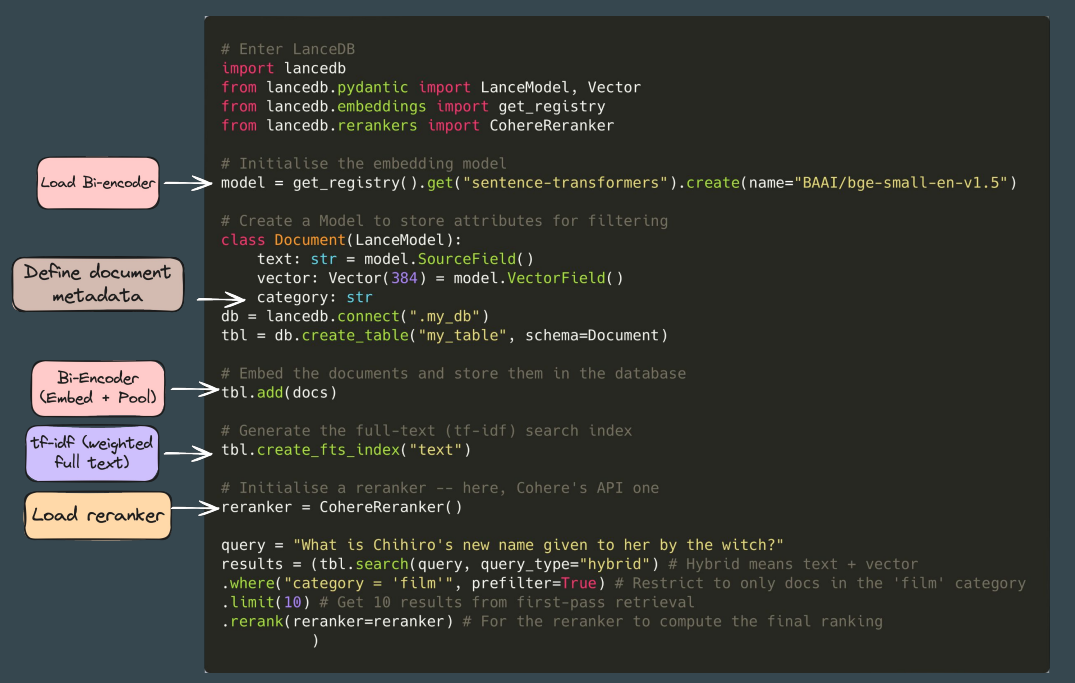 # Enter LanceDB
import lancedb
from lancedb.pydantic import LanceModel, Vector
from lancedb.embeddings import get_registry
from lancedb.rerankers import CohereReranker
# Initialise the embedding model
Load Bi-encoder
model = get_registry().get("sentence-transformers").create(name="BAAI/bge-small-en-v1.5")
# Create a Model to store attributes for filtering
class Document(LanceModel):
    text: str = model.SourceField()
    vector: Vector(384) = model.VectorField()
Define document
metadata
    category: str
db = lancedb.connect(".my_db")
tbl = db.create_table("my_table", schema=Document)
# Embed the documents and store them in the database
Bi-Encoder
(Embed + Pool)
tbl.add(docs)
# Generate the full-text (tf-idf) search index
tf-idf (weighted
full text)
tbl.create_fts_index("text")
# Initialise a reranker -- here, Cohere's API one
Load reranker
reranker = CohereReranker()
query = "What is Chihiro's new name given to her by the witch?"
results = (tbl.search(query, query_type="hybrid") # Hybrid means text + vector
.where("category = 'film'", prefilter=True) # Restrict to only docs in the 'film' category
.limit(10) # Get 10 results from first-pass retrieval
.rerank(reranker=reranker) # For the reranker to compute the final ranking
)